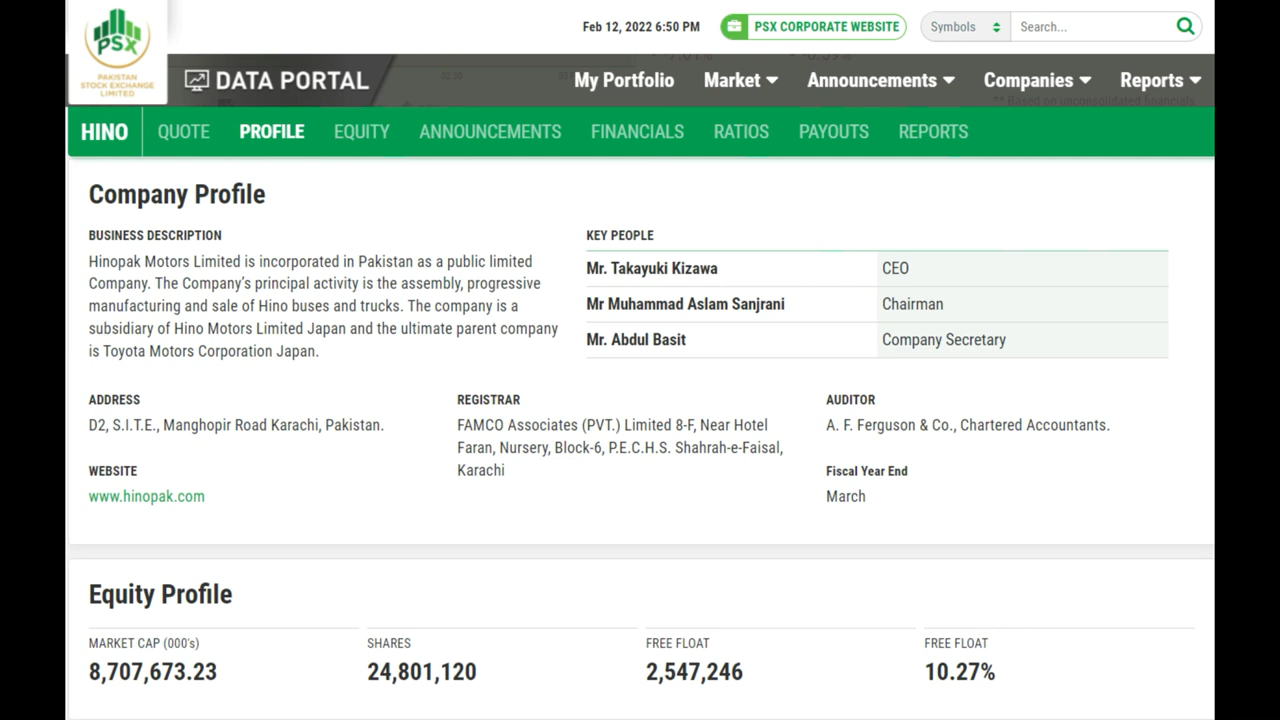 Feb 12, 2022 6:50 PM
PSX CORPORATE WEBSITE
Symbols
Search...
PSX
PAKISTAN
STOCK EXCHANGE
LIMITED
DATA PORTAL
My Portfolio
Market
Announcements
Companies
Reports
** Based on unconsolidated financials
HINO
QUOTE
PROFILE
EQUITY
ANNOUNCEMENTS
FINANCIALS
RATIOS
PAYOUTS
REPORTS
Company Profile
BUSINESS DESCRIPTION
Hinopak Motors Limited is incorporated in Pakistan as a public limited
Company. The Company's principal activity is the assembly, progressive
manufacturing and sale of Hino buses and trucks. The company is a
subsidiary of Hino Motors Limited Japan and the ultimate parent company
is Toyota Motors Corporation Japan.
KEY PEOPLE
Mr. Takayuki Kizawa CEO
Mr Muhammad Aslam Sanjrani Chairman
Mr. Abdul Basit Company Secretary
ADDRESS
D2, S.I.T.E., Manghopir Road Karachi, Pakistan.
WEBSITE
www.hinopak.com
REGISTRAR
FAMCO Associates (PVT.) Limited 8-F, Near Hotel
Faran, Nursery, Block-6, P.E.C.H.S. Shahrah-e-Faisal,
Karachi
AUDITOR
A. F. Ferguson & Co., Chartered Accountants.
Fiscal Year End
March
Equity Profile
MARKET CAP (000's)
8,707,673.23
SHARES
24,801,120
FREE FLOAT
2,547,246
FREE FLOAT
10.27%